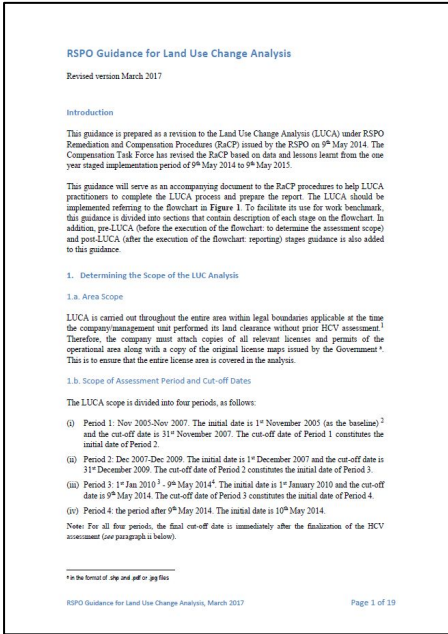 RSPO Guidance for Land Use Change Analysis
Revised version March 2017
Introduction
This guidance is prepared as a revision to the Land Use Change Analysis (LUCA) under RSPO
Remediation and Compensation Procedures (RaCP) issued by the RSPO on 9th May 2014. The
Compensation Task Force has revised the RaCP based on data and lessons learnt from the one
year staged implementation period of 9th May 2014 to 9th May 2015.
This guidance will serve as an accompanying document to the RaCP procedures to help LUCA
practitioners to complete the LUCA process and prepare the report. The LUCA should be
implemented referring to the flowchart in Figure 1. To facilitate its use for work benchmark,
this guidance is divided into sections that contain description of each stage on the flowchart. In
addition, pre-LUCA (before the execution of the flowchart: to determine the assessment scope)
and post-LUCA (after the execution of the flowchart: reporting) stages guidance is also added
to this guidance.
1. Determining the Scope of the LUC Analysis
1.a. Area Scope
LUCA is carried out throughout the entire area within legal boundaries applicable at the time
the company/management unit performed its land clearance without prior HCV assessment.1
Therefore, the company must attach copies of all relevant licenses and permits of the
operational area along with a copy of the original license maps issued by the Government a.
This is to ensure that the entire license area is covered in the analysis.
1.b. Scope of Assessment Period and Cut-off Dates
The LUCA scope is divided into four periods, as follows:
(i) Period 1: Nov 2005-Nov 2007. The initial date is 1st November 2005 (as the baseline) 2
and the cut-off date is 31st November 2007. The cut-off date of Period 1 constitutes the
initial date of Period 2.
(ii) Period 2: Dec 2007-Dec 2009. The initial date is 1st December 2007 and the cut-off date is
31st December 2009. The cut-off date of Period 2 constitutes the initial date of Period 3.
(iii) Period 3: 1st Jan 2010 3 - 9th May 20144. The initial date is 1st January 2010 and the cut-off
date is 9th May 2014. The cut-off date of Period 3 constitutes the initial date of Period 4.
(iv) Period 4: the period after 9th May 2014. The initial date is 10th May 2014.
Note: For all four periods, the final cut-off date is immediately after the finalization of the HCV
assessment (see paragraph ii below).
a in the format of .shp and .pdf or .jpg files
RSPO Guidance for Land Use Change Analysis, March 2017 Page 1 of 19